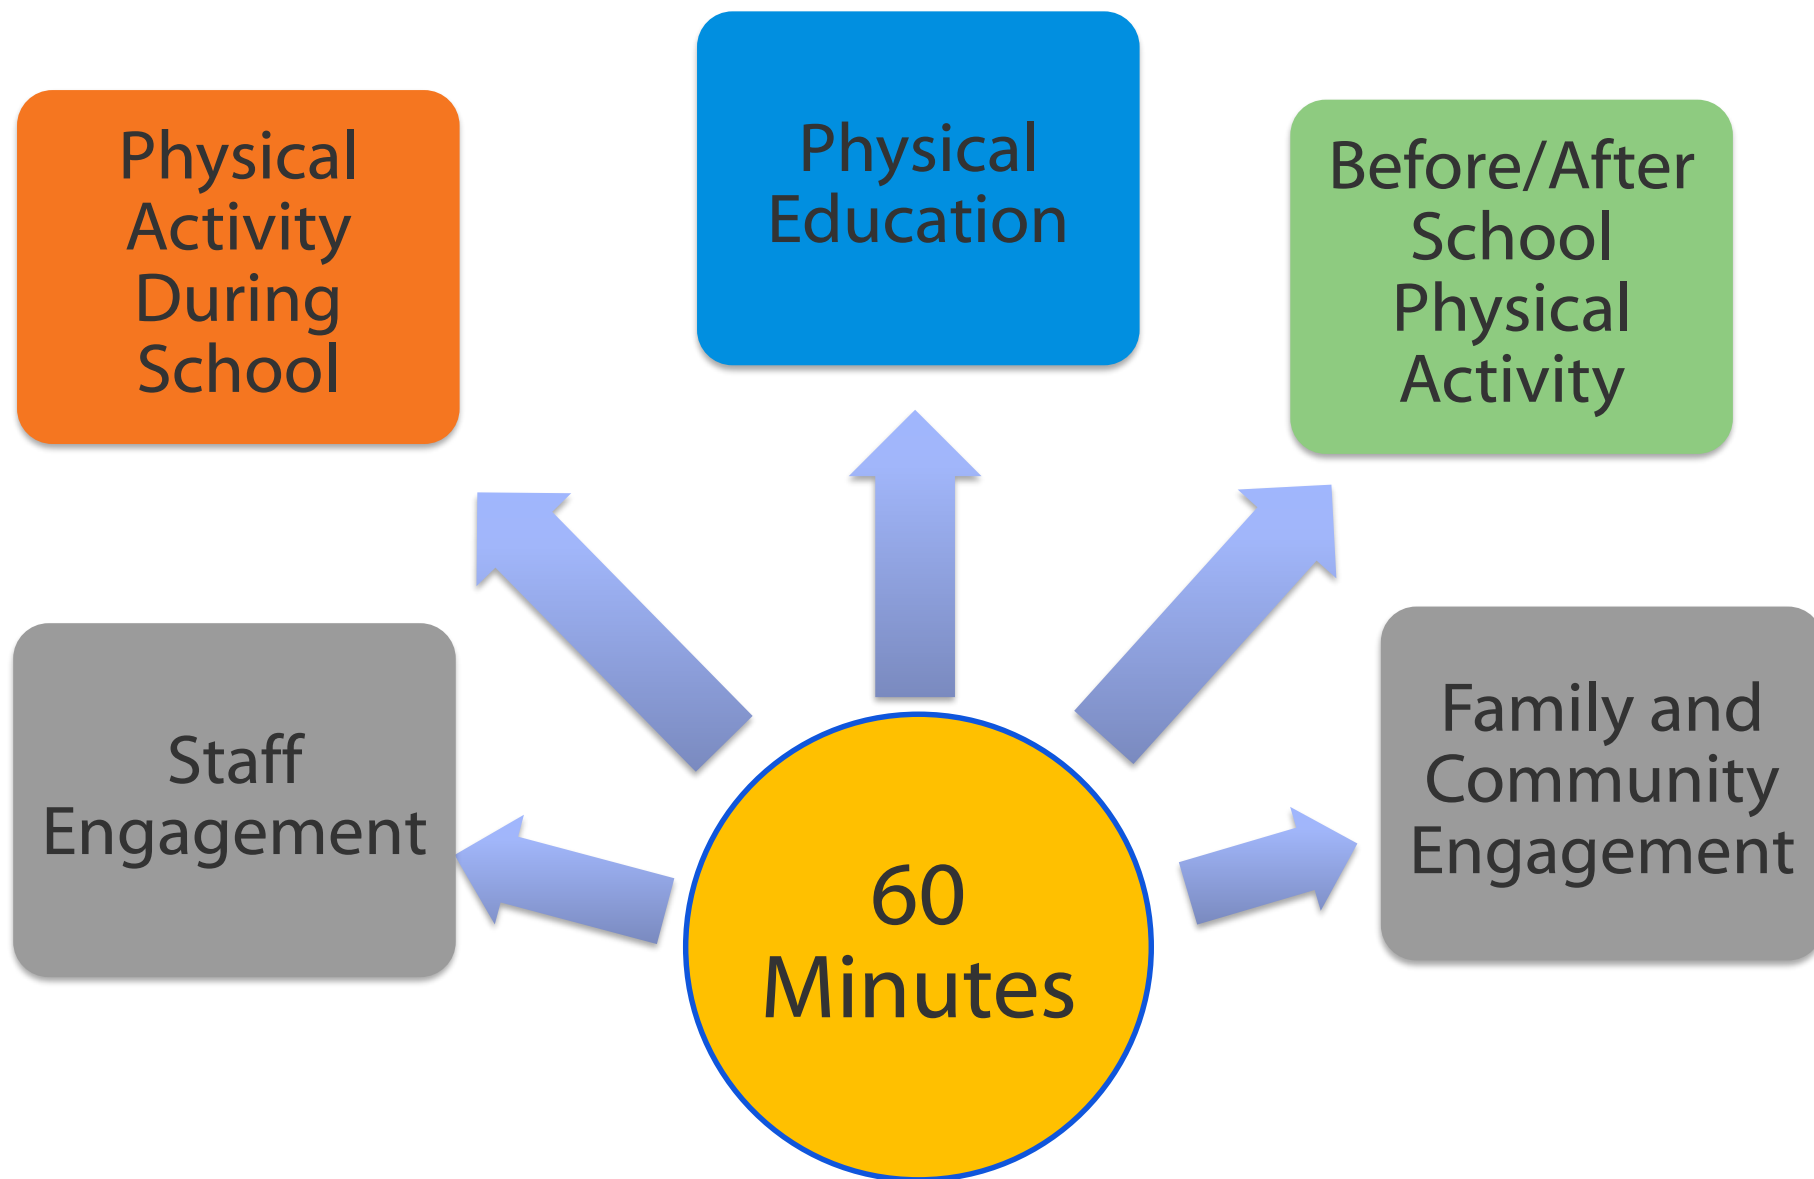 Physical
Activity
During
School
Physical
Education
Before/After
School
Physical
Activity
Staff
Engagement
60
Minutes
Family and
Community
Engagement